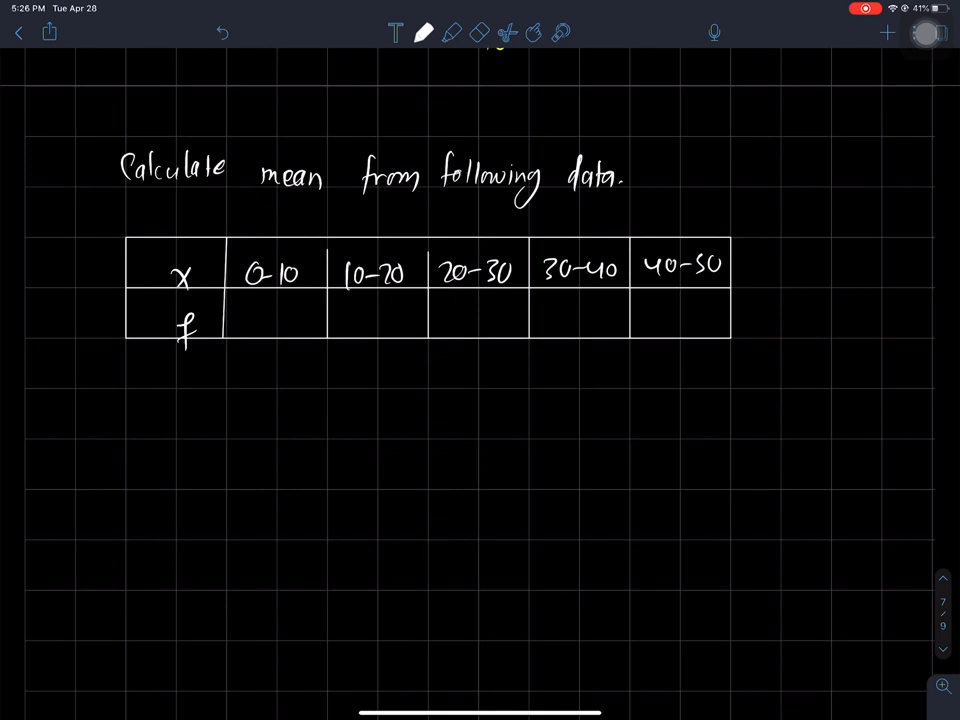 5:26 PM Tue Apr 28 41%
T
Calculate mean from following data.
x 0-10 10-20 20-30 30-40 40-50
f
7
/
9